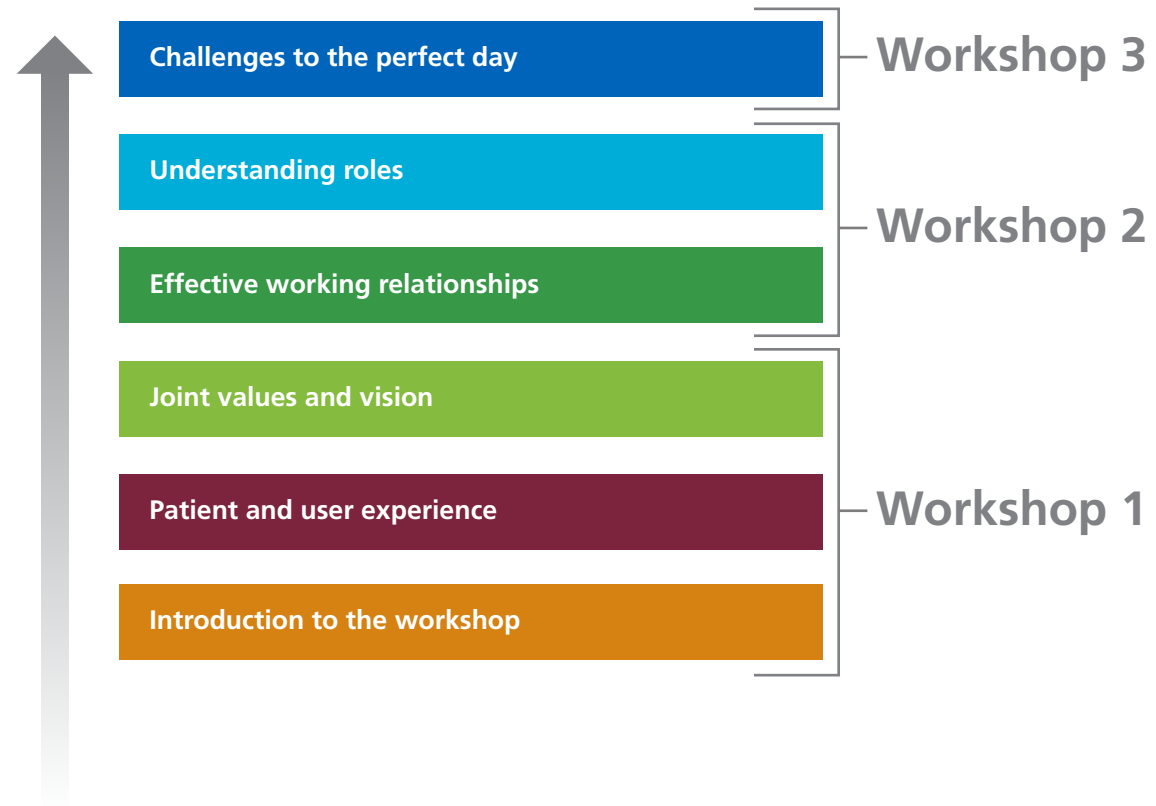 Challenges to the perfect day
Workshop 3
Understanding roles
Workshop 2
Effective working relationships
Joint values and vision
Patient and user experience
Workshop 1
Introduction to the workshop